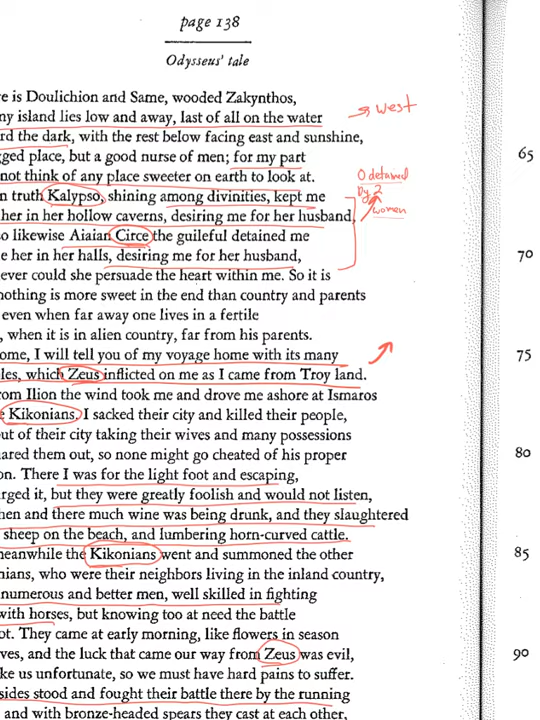 page 138
Odysseus' tale
e is Doulichion and Same, wooded Zakynthos,
ny island lies low and away, last of all on the water
→ west
rd the dark, with the rest below facing east and sunshine,
65
ged place, but a good nurse of men; for my part
not think of any place sweeter on earth to look at.
O detained
n truth Kalypso, shining among divinities, kept me
by 2
her in her hollow caverns, desiring me for her husband,
women
o likewise Aiaian Circe the guileful detained me
e her in her halls, desiring me for her husband,
70
ever could she persuade the heart within me. So it is
nothing is more sweet in the end than country and parents
even when far away one lives in a fertile
, when it is in alien country, far from his parents.
ome, I will tell you of my voyage home with its many
75
les, which Zeus inflicted on me as I came from Troy land.
rom Ilion the wind took me and drove me ashore at Ismaros
e Kikonians. I sacked their city and killed their people,
ut of their city taking their wives and many possessions
ared them out, so none might go cheated of his proper
80
on. There I was for the light foot and escaping,
rged it, but they were greatly foolish and would not listen,
hen and there much wine was being drunk, and they slaughtered
sheep on the beach, and lumbering horn-curved cattle.
eanwhile the Kikonians went and summoned the other
85
nians, who were their neighbors living in the inland country,
numerous and better men, well skilled in fighting
with horses, but knowing too at need the battle
ot. They came at early morning, like flowers in season
ves, and the luck that came our way from Zeus was evil,
90
ke us unfortunate, so we must have hard pains to suffer.
sides stood and fought their battle there by the running
and with bronze-headed spears they cast at each other,